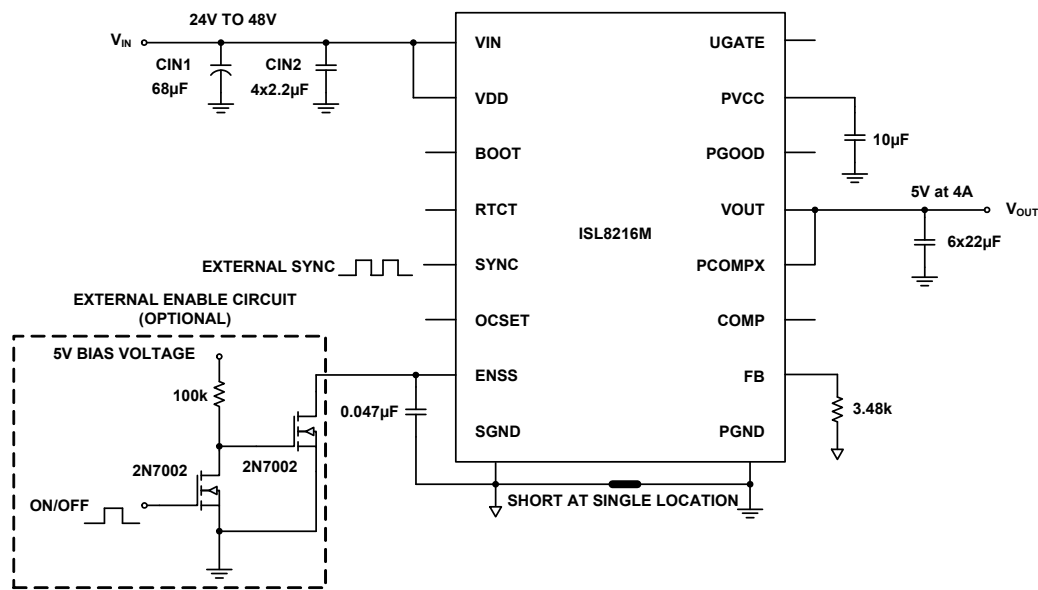 24V TO 48V
VIN
CIN1
68µF
CIN2
4x2.2µF
VIN
VDD
BOOT
RTCT
SYNC
OCSET
ENSS
SGND
ISL8216M
UGATE
PVCC
PGOOD
VOUT
PCOMPX
COMP
FB
PGND
10µF
5V at 4A
VOUT
6x22µF
3.48k
EXTERNAL SYNC
EXTERNAL ENABLE CIRCUIT
(OPTIONAL)
5V BIAS VOLTAGE
100k
2N7002
2N7002
ON/OFF
0.047µF
SHORT AT SINGLE LOCATION